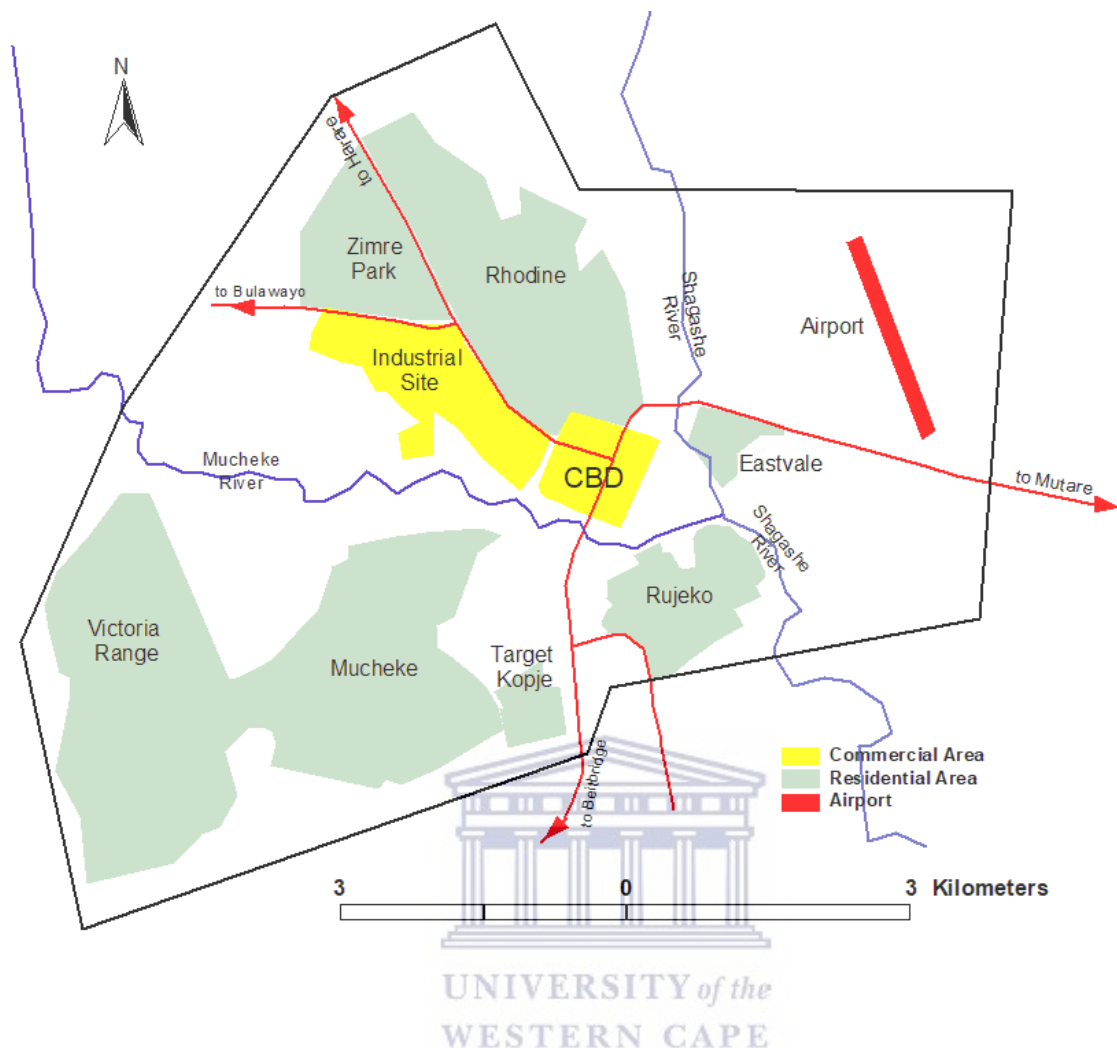 N
to Harare
Zimre
Park
Rhodine
to Bulawayo
Shagashe
River
Airport
Industrial
Site
Mucheke
River
CBD
Eastvale
to Mutare
Shagashe
River
Rujeko
Victoria
Range
Mucheke
Target
Kopje
to Beitbridge
Commercial Area
Residential Area
Airport
3 0 3 Kilometers
UNIVERSITY of the
WESTERN CAPE